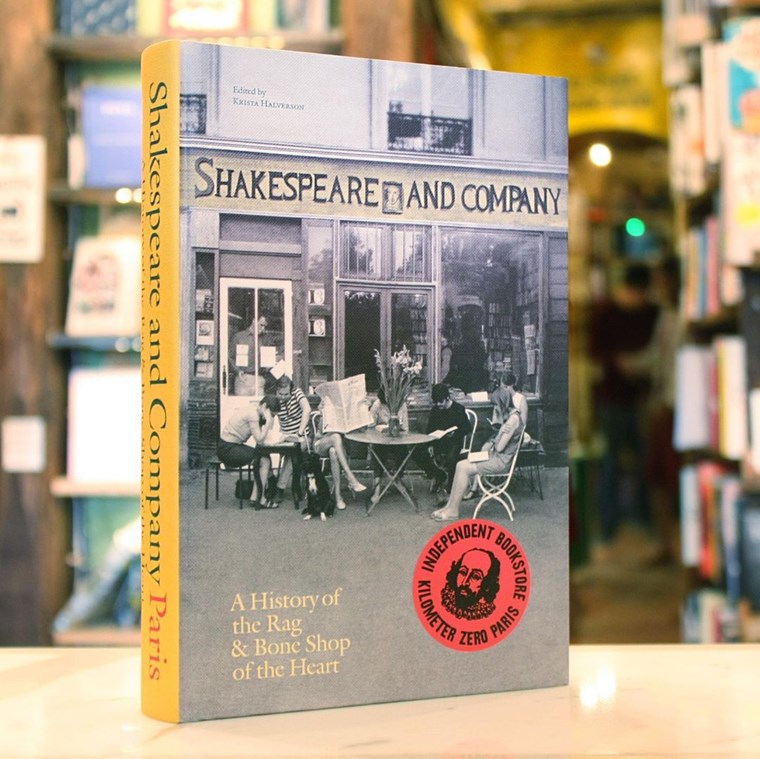 Edited by
KRISTA HALVERSON
SHAKESPEARE AND COMPANY
A History of
the Rag
& Bone Shop
of the Heart
INDEPENDENT BOOKSTORE
KILOMETER ZERO PARIS
Shakespeare and Company Paris